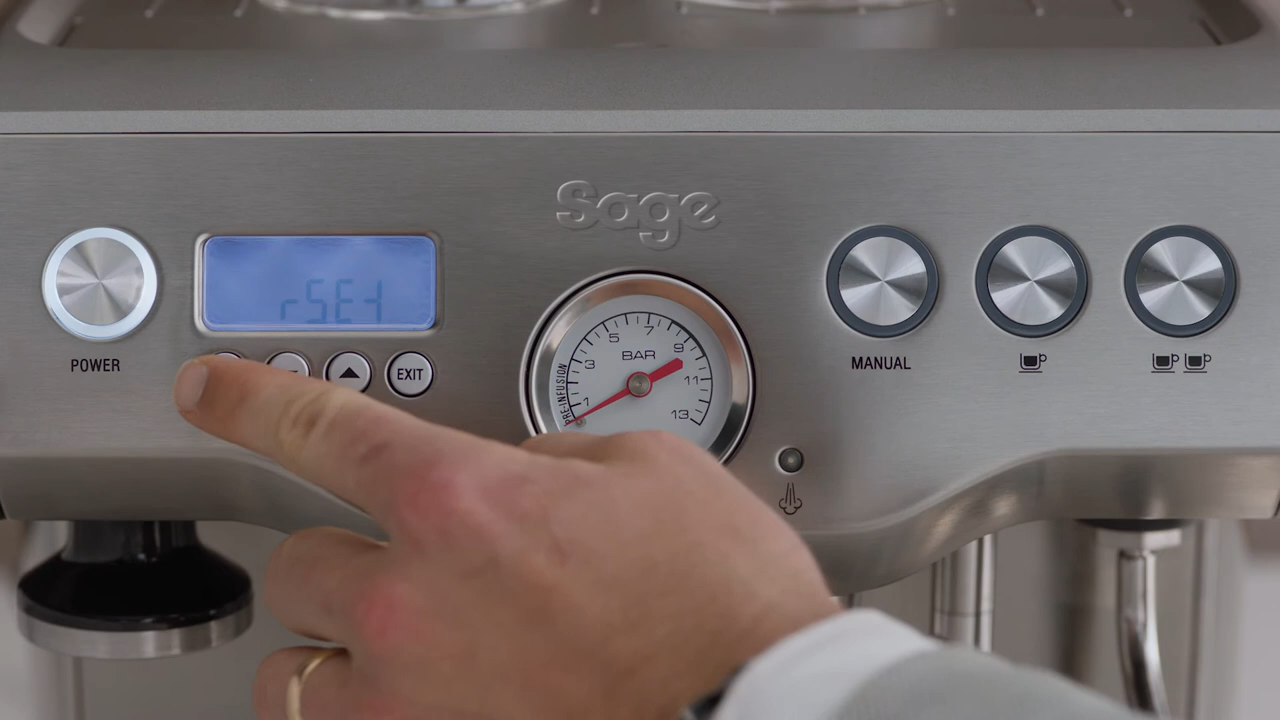 Sage
rSEt
POWER
EXIT
MANUAL
BAR
PRE-INFUSION
1
3
5
7
9
11
13